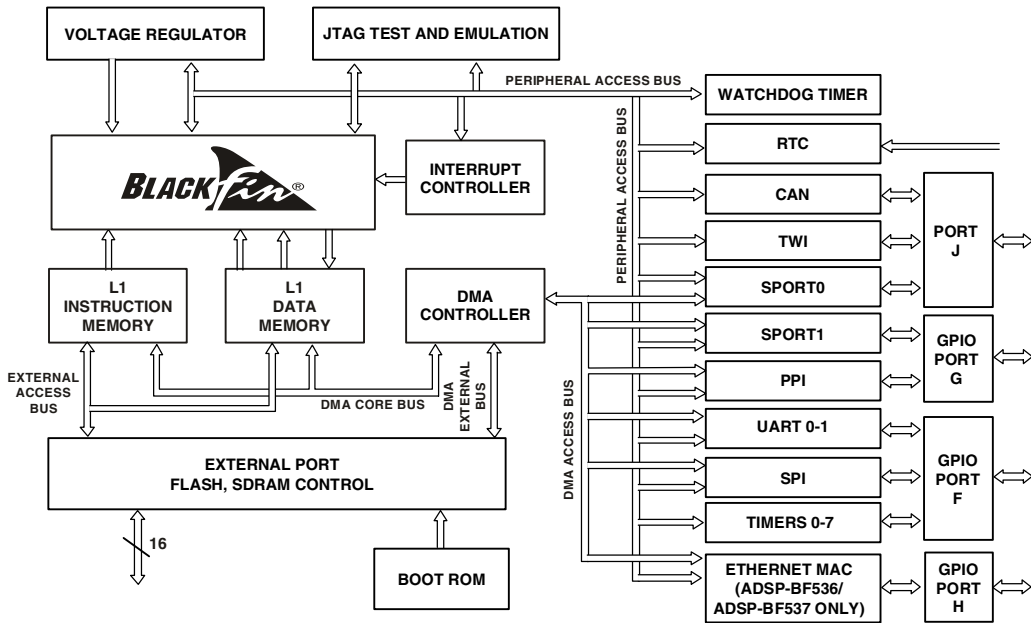 VOLTAGE REGULATOR
JTAG TEST AND EMULATION
PERIPHERAL ACCESS BUS
WATCHDOG TIMER
RTC
BLACKfin®
INTERRUPT
CONTROLLER
PERIPHERAL ACCESS BUS
CAN
TWI
SPORT0
PORT
J
L1
INSTRUCTION
MEMORY
L1
DATA
MEMORY
DMA
CONTROLLER
SPORT1
PPI
GPIO
PORT
G
EXTERNAL
ACCESS
BUS
DMA CORE BUS
DMA
EXTERNAL
BUS
DMA ACCESS BUS
UART 0-1
SPI
TIMERS 0-7
GPIO
PORT
F
EXTERNAL PORT
FLASH, SDRAM CONTROL
16
BOOT ROM
ETHERNET MAC
(ADSP-BF536/
ADSP-BF537 ONLY)
GPIO
PORT
H